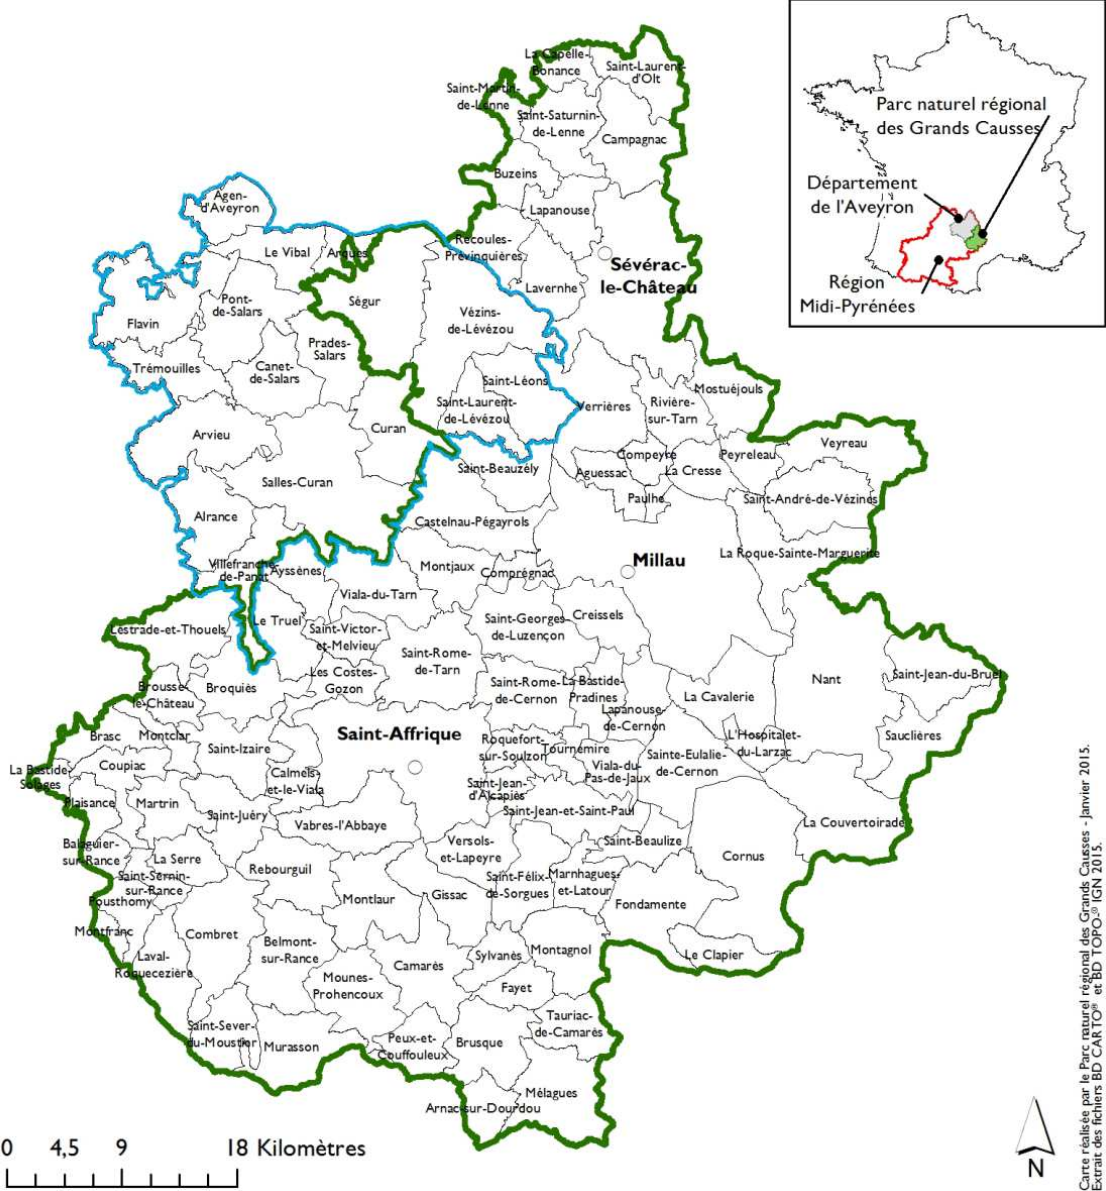 La Capelle-
Bonance
Saint-Laurent-
d'Olt
Saint-Martin-
de-Lenne
Saint-Saturnin-
de-Lenne
Campagnac
Buzeins
Lapanouse
Agen-
d'Aveyron
Le Vibal
Arques
Recoules-
Prévinquières
Sévérac-
le-Château
Lavernhe
Ségur
Pont-
de-Salars
Vézins-
de-Lévézou
Flavin
Prades-
Salars
Trémouilles
Canet-
de-Salars
Saint-Léons
Mostuéjouls
Saint-Laurent-
de-Lévézou
Verrières
Rivière-
sur-Tarn
Arvieu
Curan
Veyreau
Compeyre
Peyreleau
Saint-Beauzély
Aguessac
La Cresse
Salles-Curan
Paulhe
Saint-André-de-Vézines
Alrance
Castelnau-Pégayrols
La Roque-Sainte-Marguerite
Millau
Villefranche-
de-Panat
Ayssènes
Montjaux
Comprégnac
Viala-du-Tarn
Le Truel
Lestrade-et-Thouels
Saint-Victor-
et-Melvieu
Saint-Georges-
de-Luzençon
Creissels
Saint-Rome-
de-Tarn
Les Costes-
Gozon
Nant
Saint-Jean-du-Bruel
Brousse-
le-Château
Broquiès
Saint-Rome-
de-Cernon
La Bastide-
Pradines
La Cavalerie
Lapanouse-
de-Cernon
Brasc
Montclar
Saint-Affrique
Roquefort-
sur-Soulzon
Tournemire
L'Hospitalet-
du-Larzac
Sauclières
Saint-Izaire
Sainte-Eulalie-
de-Cernon
Coupiac
La Bastide-
Solages
Calmels-
et-le-Viala
Viala-du-
Pas-de-Jaux
Saint-Jean-
d'Alcapiès
Plaisance
Martrin
Saint-Juéry
Saint-Jean-et-Saint-Paul
Vabres-l'Abbaye
La Couvertoirade
Balaguier-
sur-Rance
La Serre
Versols-
et-Lapeyre
Saint-Beaulize
Cornus
Saint-Sernin-
sur-Rance
Rebourguil
Saint-Félix-
de-Sorgues
Marnhagues-
et-Latour
Pousthomy
Montlaur
Gissac
Fondamente
Montfranc
Combret
Belmont-
sur-Rance
Laval-
Roquecezière
Sylvanès
Montagnol
Le Clapier
Camarès
Mounes-
Prohencoux
Fayet
Saint-Sever-
du-Moustier
Murasson
Peux-et-
Couffouleux
Brusque
Tauriac-
de-Camarès
Mélagues
Arnac-sur-Dourdou
Parc naturel régional
des Grands Causses
Département
de l'Aveyron
Région
Midi-Pyrénées
0 4,5 9 18 Kilomètres
N
Carte réalisée par le Parc naturel régional des Grands Causses - Janvier 2015.
Extrait des fichiers BD CARTO® et BD TOPO-® IGN 2015.